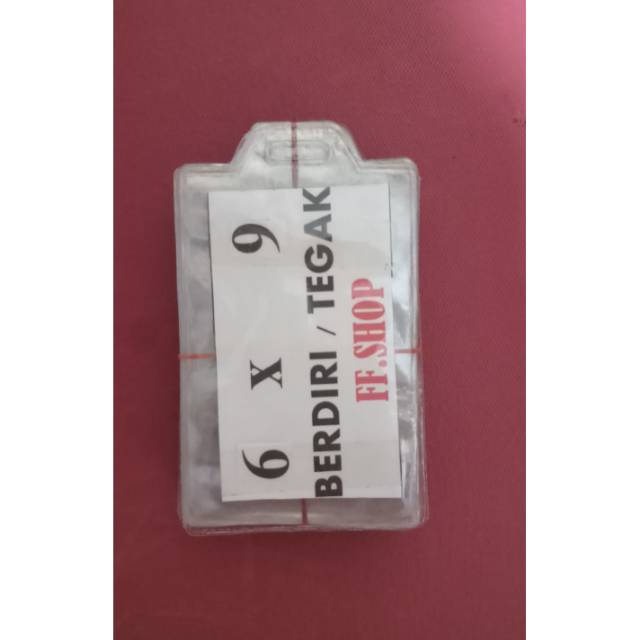 6 x 9
BERDIRI / TEGAK
FF.SHOP